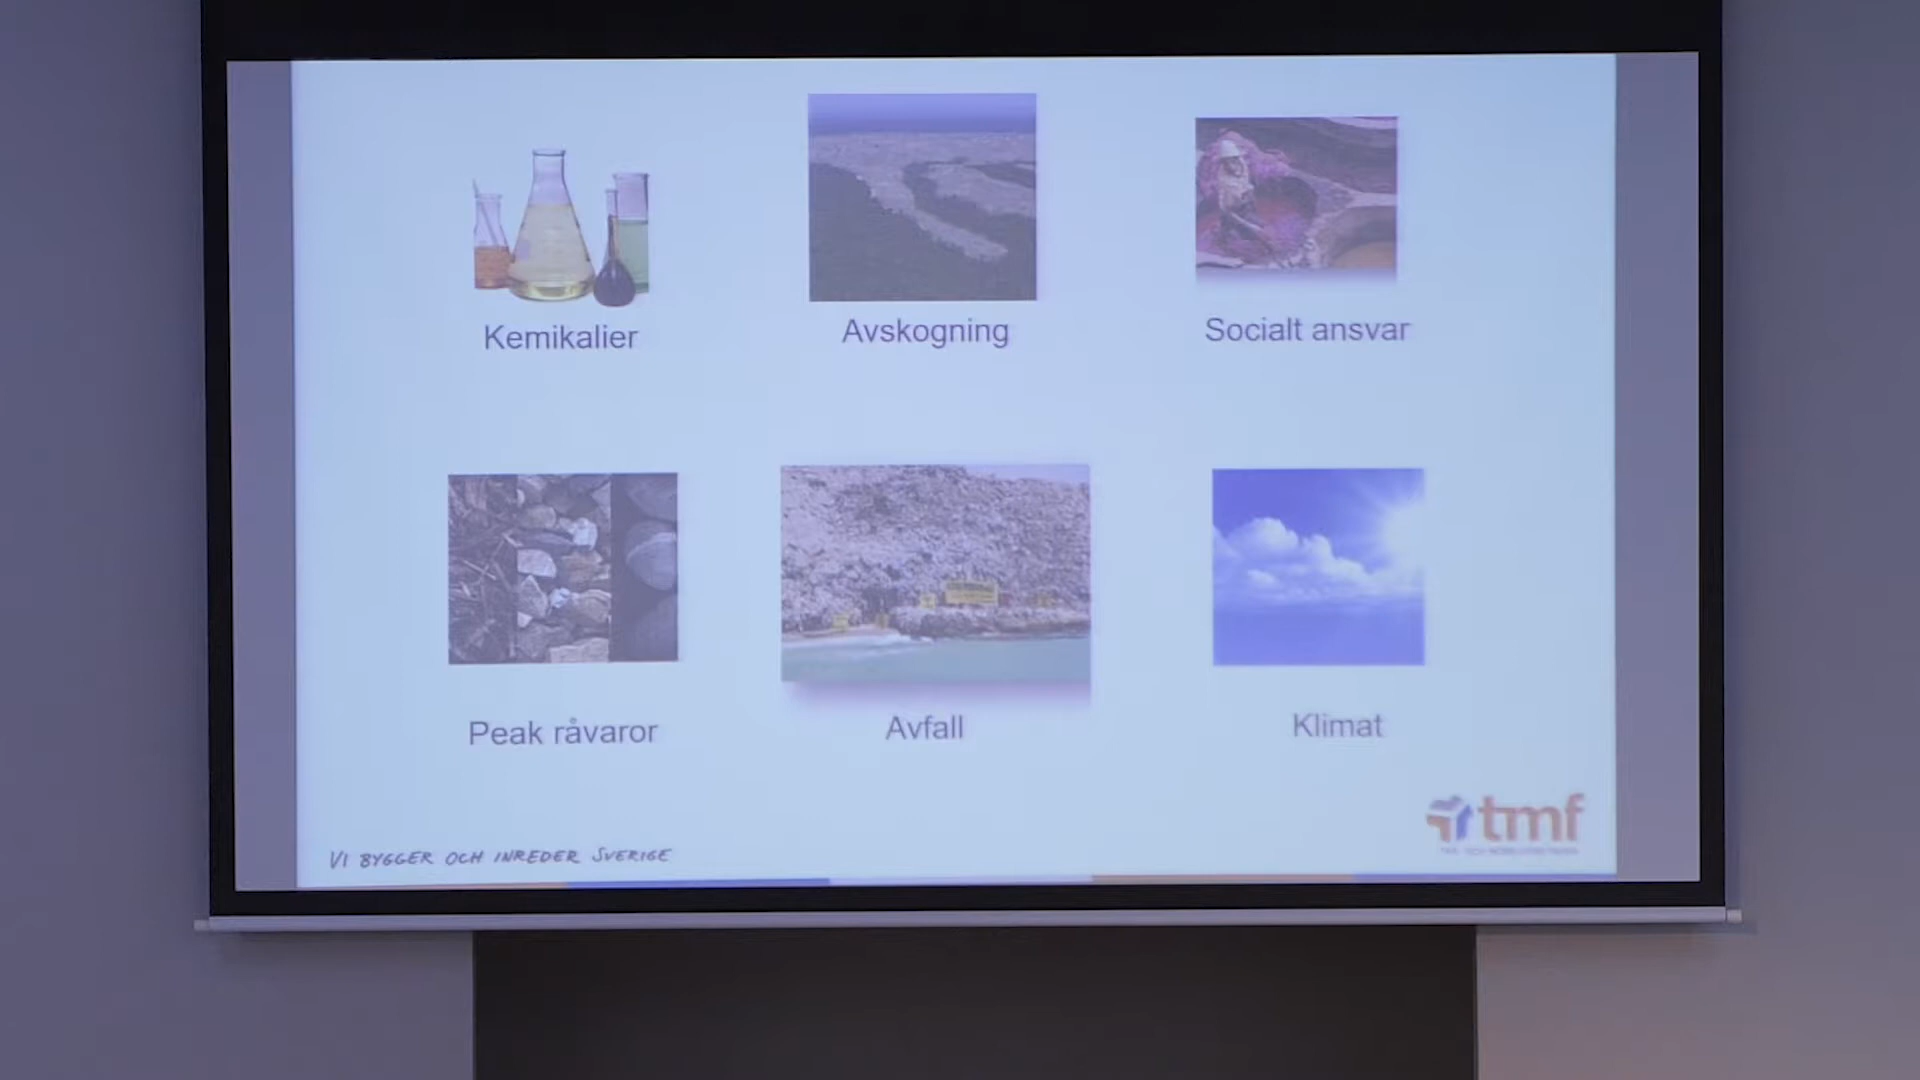 Kemikalier
Avskogning
Socialt ansvar
Peak råvaror
Avfall
Klimat
VI BYGGER OCH INREDER SVERIGE
tmf